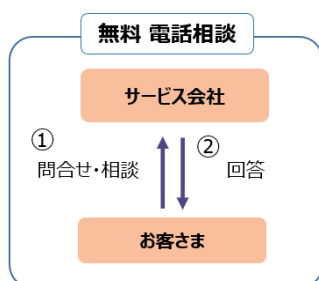 無料 電話相談
サービス会社
①
問合せ・相談
②
回答
お客さま